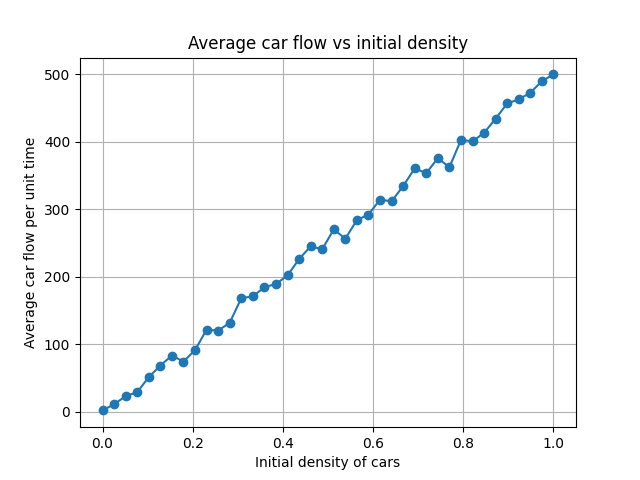 Average car flow vs initial density
Average car flow per unit time
500
400
300
200
100
0
0.0 0.2 0.4 0.6 0.8 1.0
Initial density of cars